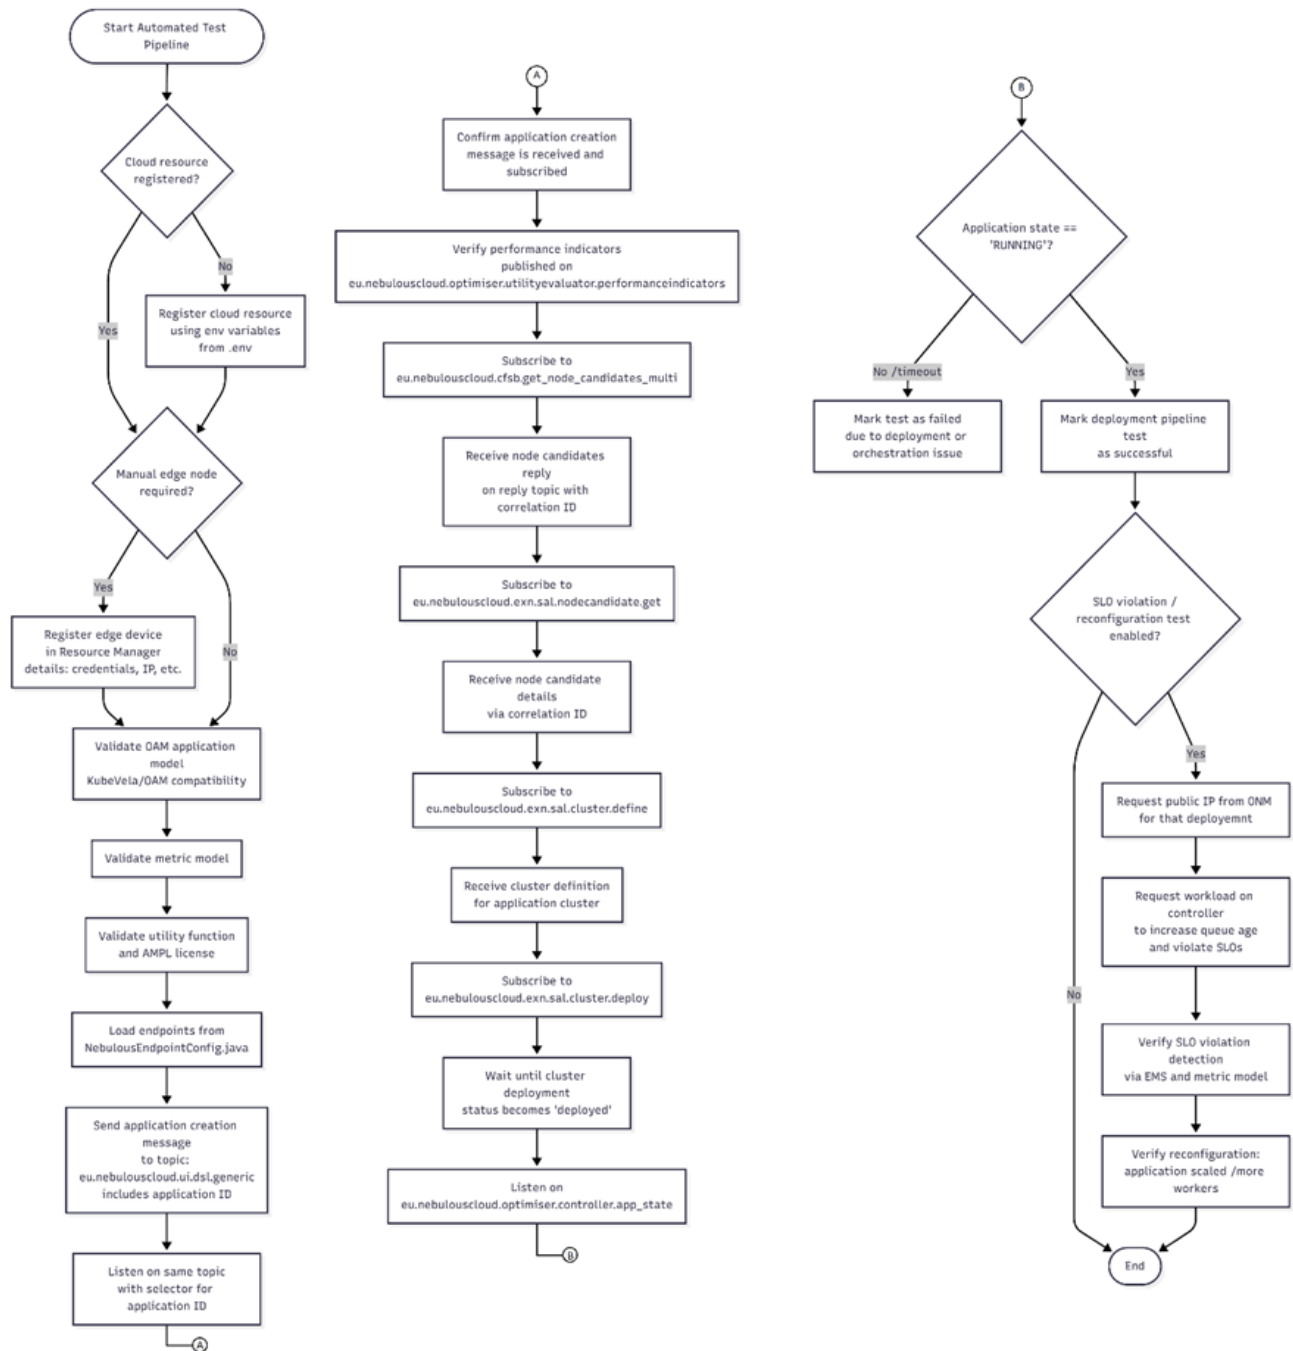 Start Automated Test
Pipeline
Cloud resource
registered?
No
Yes
Register cloud resource
using env variables
from .env
Manual edge node
required?
Yes
No
Register edge device
in Resource Manager
details: credentials, IP, etc.
Validate OAM application
model
KubeVela/OAM compatibility
Validate metric model
Validate utility function
and AMPL license
Load endpoints from
NebulousEndpointConfig.java
Send application creation
message
to topic:
eu.nebulouscloud.ui.dsl.generic
includes application ID
Listen on same topic
with selector for
application ID
A
A
Confirm application creation
message is received and
subscribed
Verify performance indicators
published on
eu.nebulouscloud.optimiser.utilityevaluator.performanceindicators
Subscribe to
eu.nebulouscloud.cfsb.get_node_candidates_multi
Receive node candidates
reply
on reply topic with
correlation ID
Subscribe to
eu.nebulouscloud.exn.sal.nodecandidate.get
Receive node candidate
details
via correlation ID
Subscribe to
eu.nebulouscloud.exn.sal.cluster.define
Receive cluster definition
for application cluster
Subscribe to
eu.nebulouscloud.exn.sal.cluster.deploy
Wait until cluster
deployment
status becomes 'deployed'
Listen on
eu.nebulouscloud.optimiser.controller.app_state
B
B
Application state ==
'RUNNING'?
No /timeout
Yes
Mark test as failed
due to deployment or
orchestration issue
Mark deployment pipeline
test
as successful
SLO violation /
reconfiguration test
enabled?
Yes
No
Request public IP from ONM
for that deployemnt
Request workload on
controller
to increase queue age
and violate SLOs
Verify SLO violation
detection
via EMS and metric model
Verify reconfiguration:
application scaled /more
workers
End